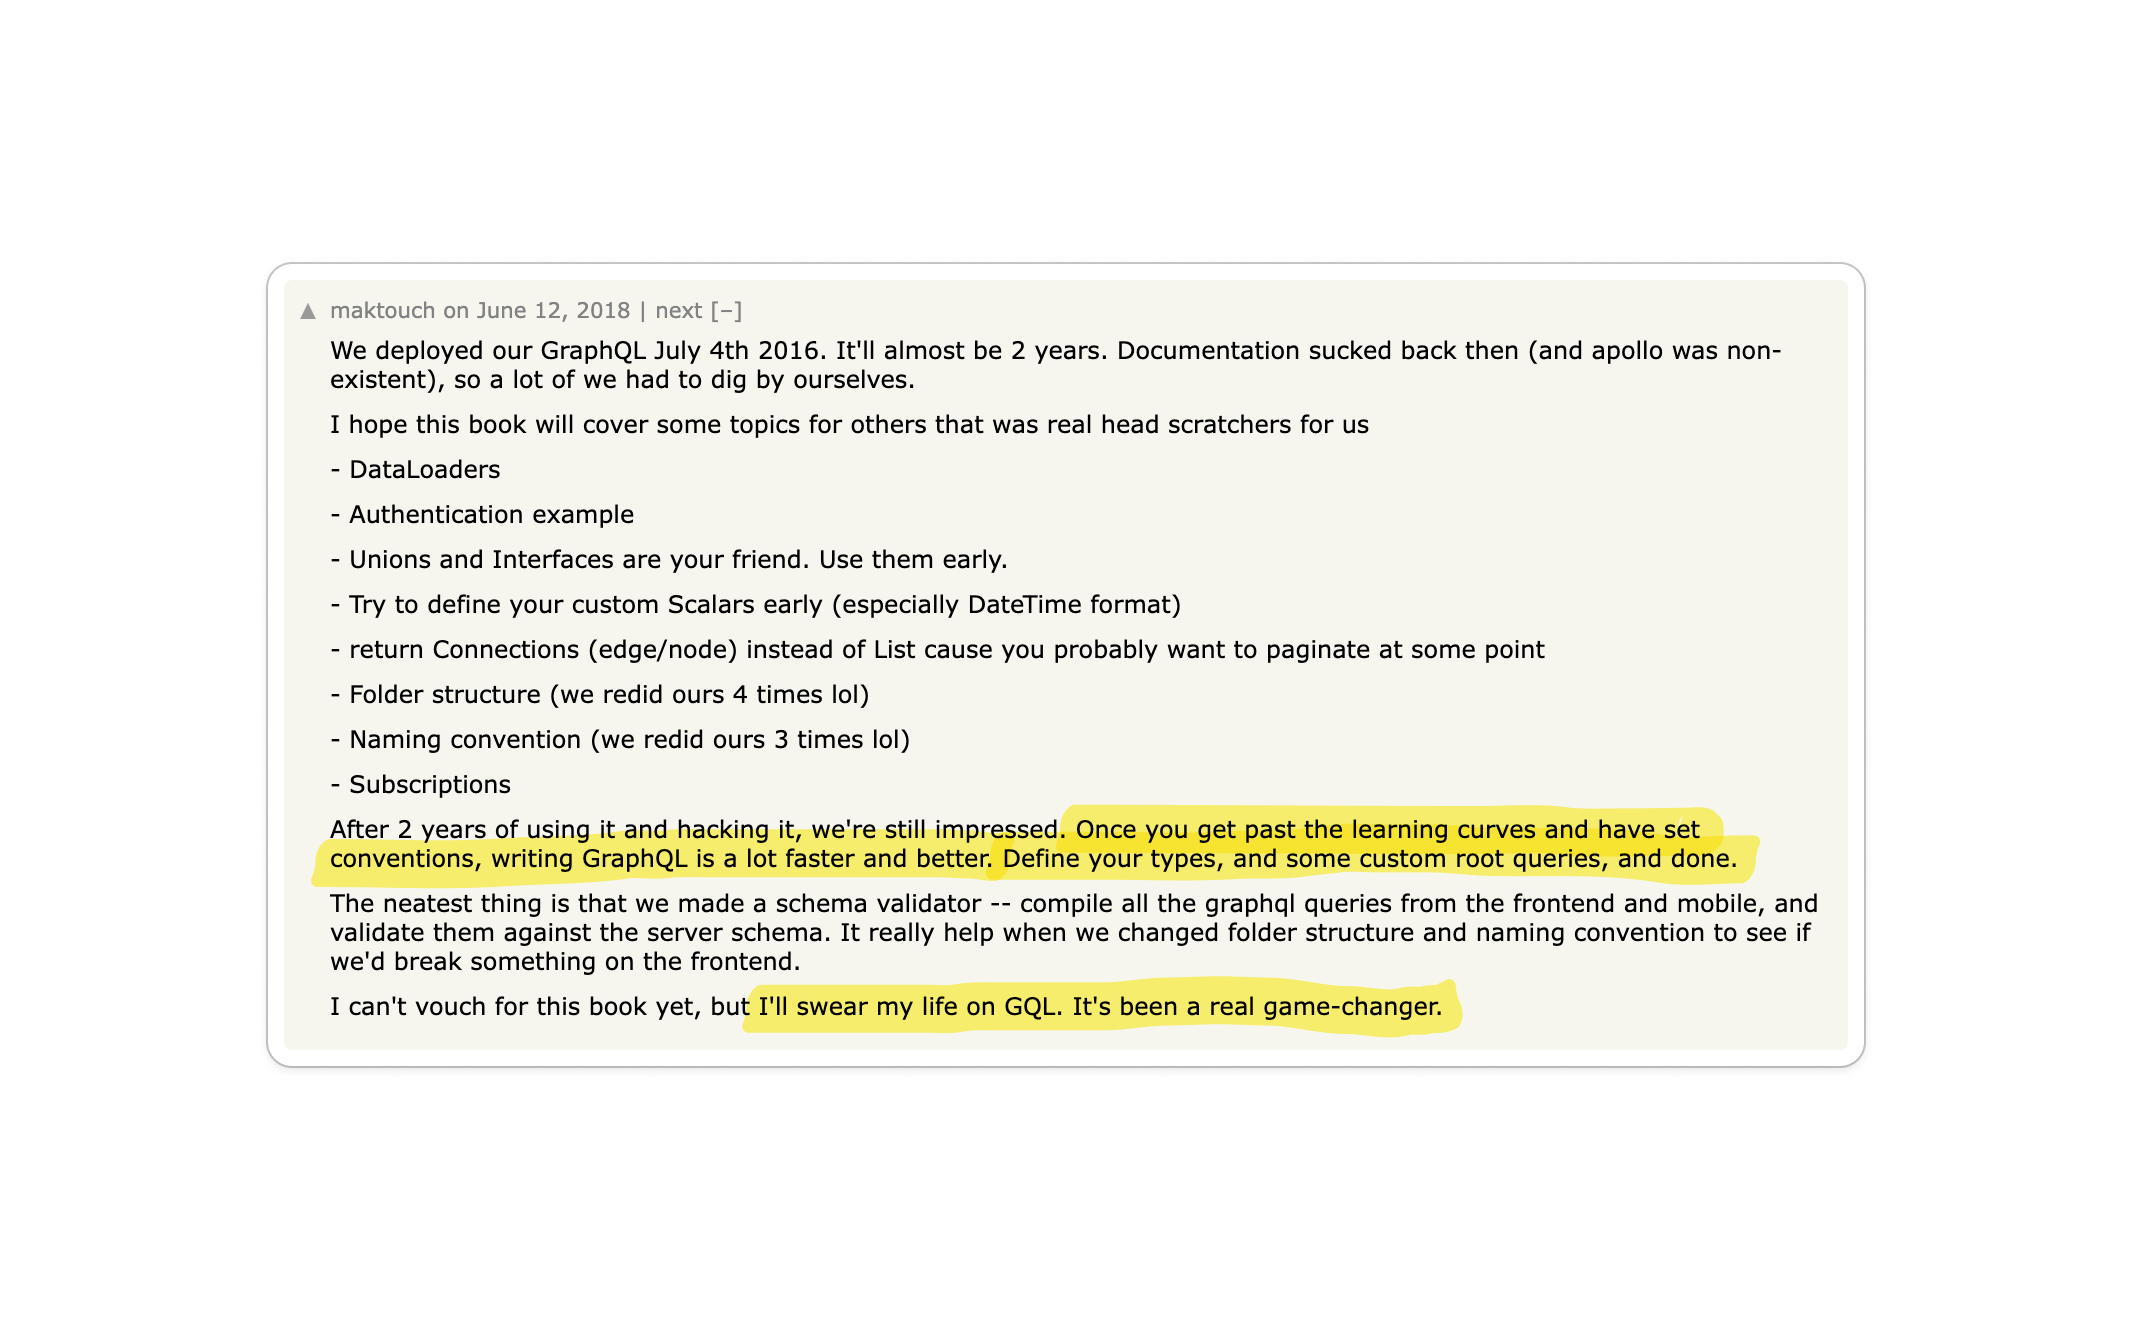 ▲ maktouch on June 12, 2018 | next [–]
We deployed our GraphQL July 4th 2016. It'll almost be 2 years. Documentation sucked back then (and apollo was non-
existent), so a lot of we had to dig by ourselves.
I hope this book will cover some topics for others that was real head scratchers for us
- DataLoaders
- Authentication example
- Unions and Interfaces are your friend. Use them early.
- Try to define your custom Scalars early (especially DateTime format)
- return Connections (edge/node) instead of List cause you probably want to paginate at some point
- Folder structure (we redid ours 4 times lol)
- Naming convention (we redid ours 3 times lol)
- Subscriptions
After 2 years of using it and hacking it, we're still impressed. Once you get past the learning curves and have set
conventions, writing GraphQL is a lot faster and better. Define your types, and some custom root queries, and done.
The neatest thing is that we made a schema validator -- compile all the graphql queries from the frontend and mobile, and
validate them against the server schema. It really help when we changed folder structure and naming convention to see if
we'd break something on the frontend.
I can't vouch for this book yet, but I'll swear my life on GQL. It's been a real game-changer.